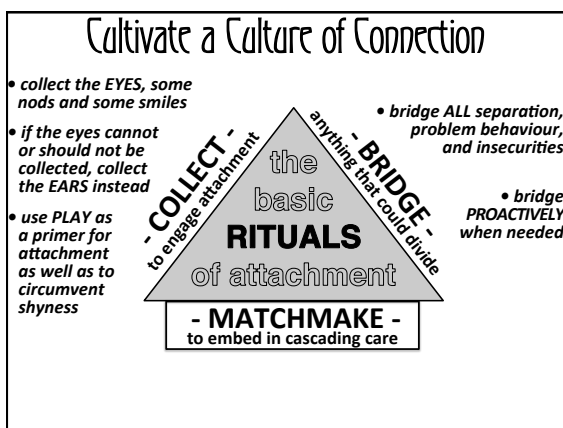 Cultivate a Culture of Connection
• collect the EYES, some
nods and some smiles
• if the eyes cannot
or should not be
collected, collect
the EARS instead
• use PLAY as
a primer for
attachment
as well as to
circumvent
shyness
- COLLECT -
to engage attachment
the
basic
RITUALS
of attachment
- BRIDGE -
anything that could divide
• bridge ALL separation,
problem behaviour,
and insecurities
• bridge
PROACTIVELY
when needed
- MATCHMAKE -
to embed in cascading care